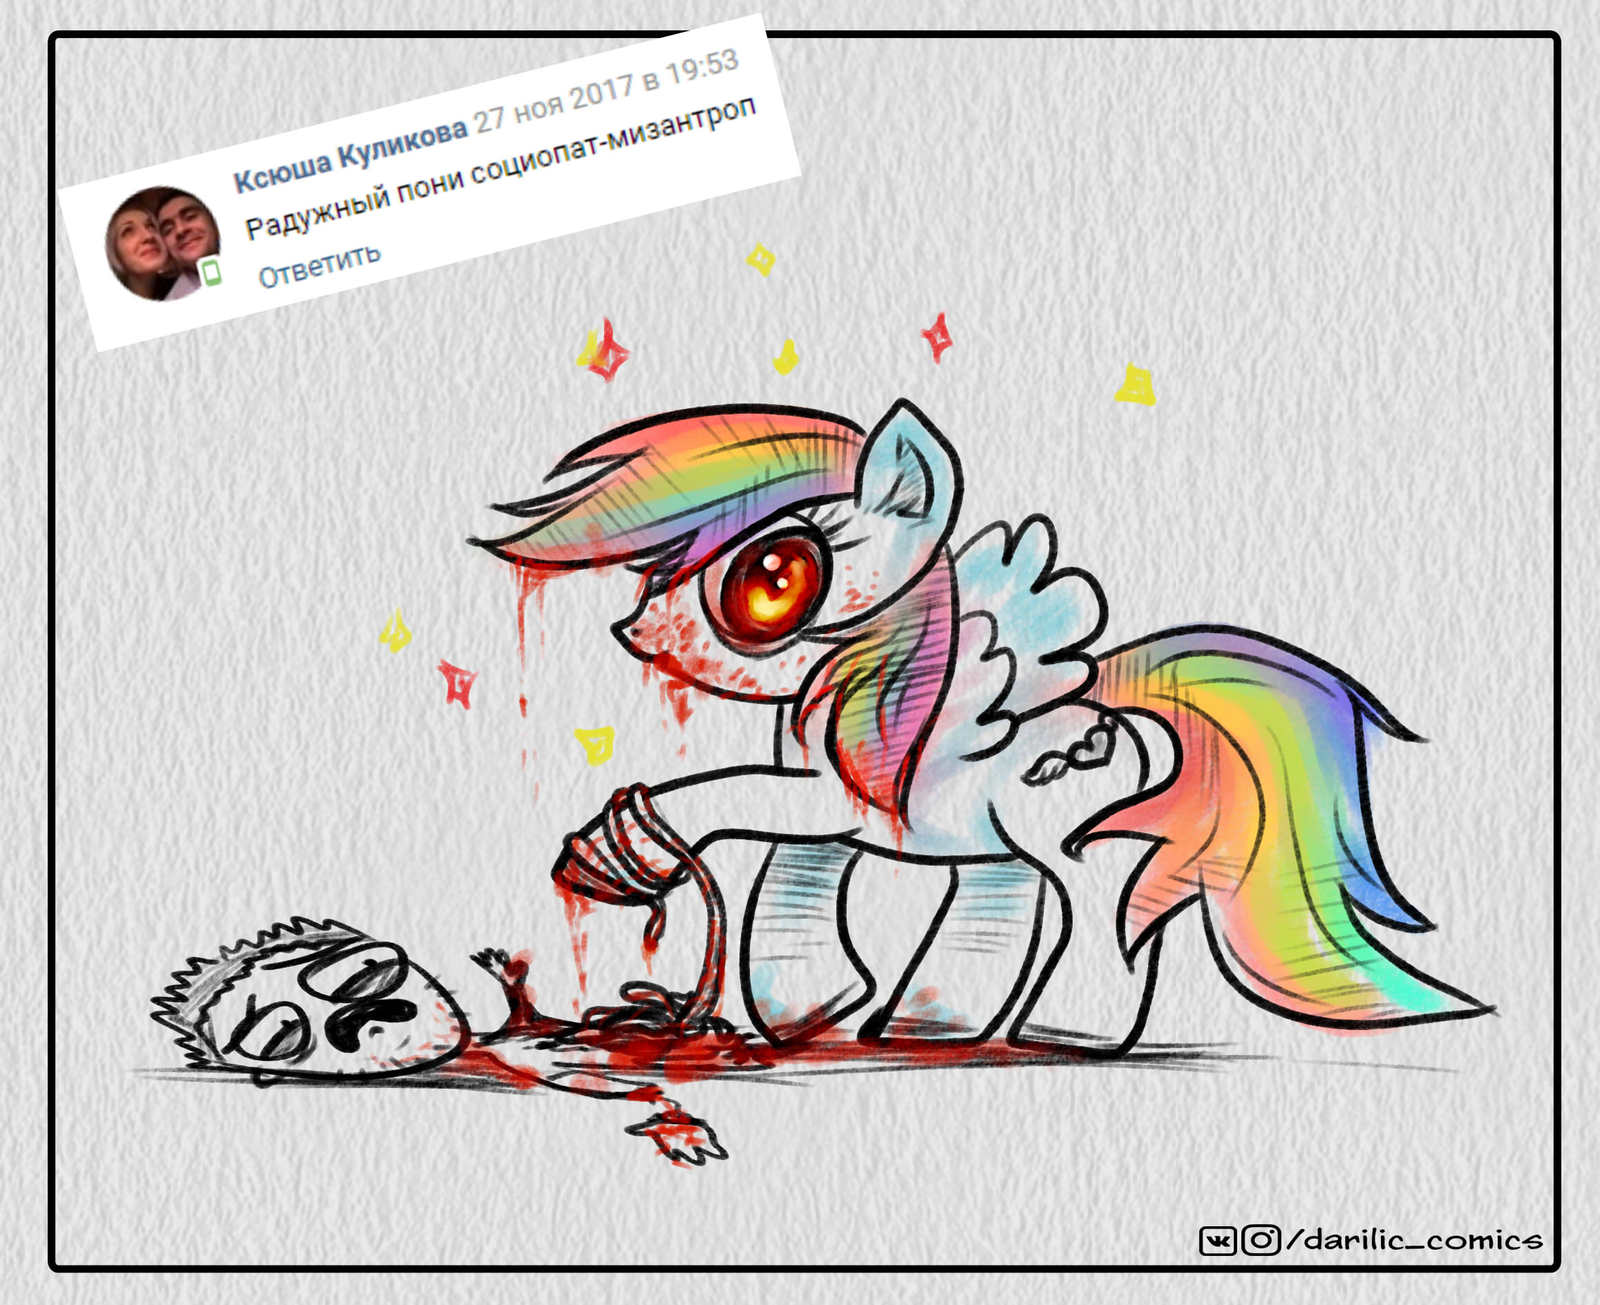 Ксюша Куликова 27 ноя 2017 в 19:53
Радужный пони социопат-мизантроп
Ответить
/darilic_comics